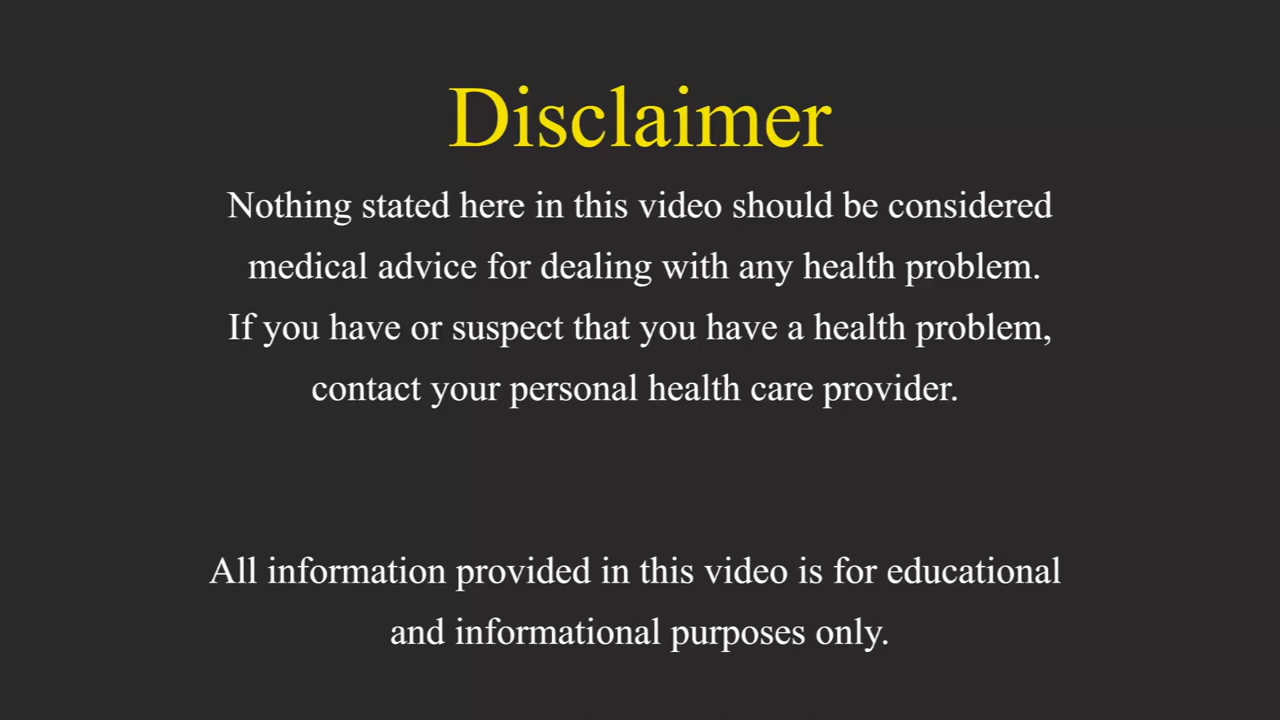 Disclaimer
Nothing stated here in this video should be considered
medical advice for dealing with any health problem.
If you have or suspect that you have a health problem,
contact your personal health care provider.
All information provided in this video is for educational
and informational purposes only.